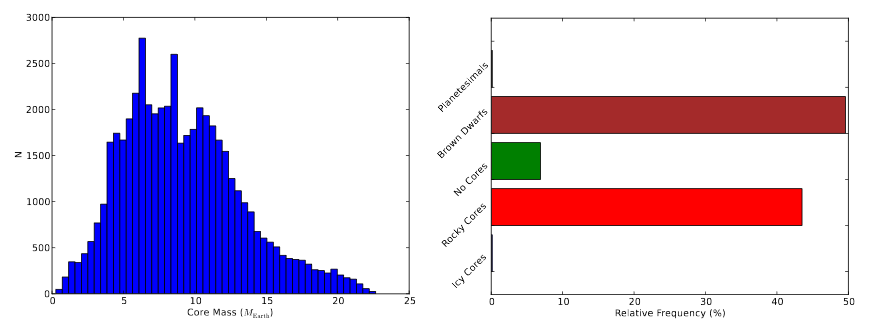 3000
2500
2000
1500
1000
500
0
N
0 5 10 15 20 25
Core Mass (M_Earth)
Planetesimals
Brown Dwarfs
No Cores
Rocky Cores
Icy Cores
0 10 20 30 40 50
Relative Frequency (%)